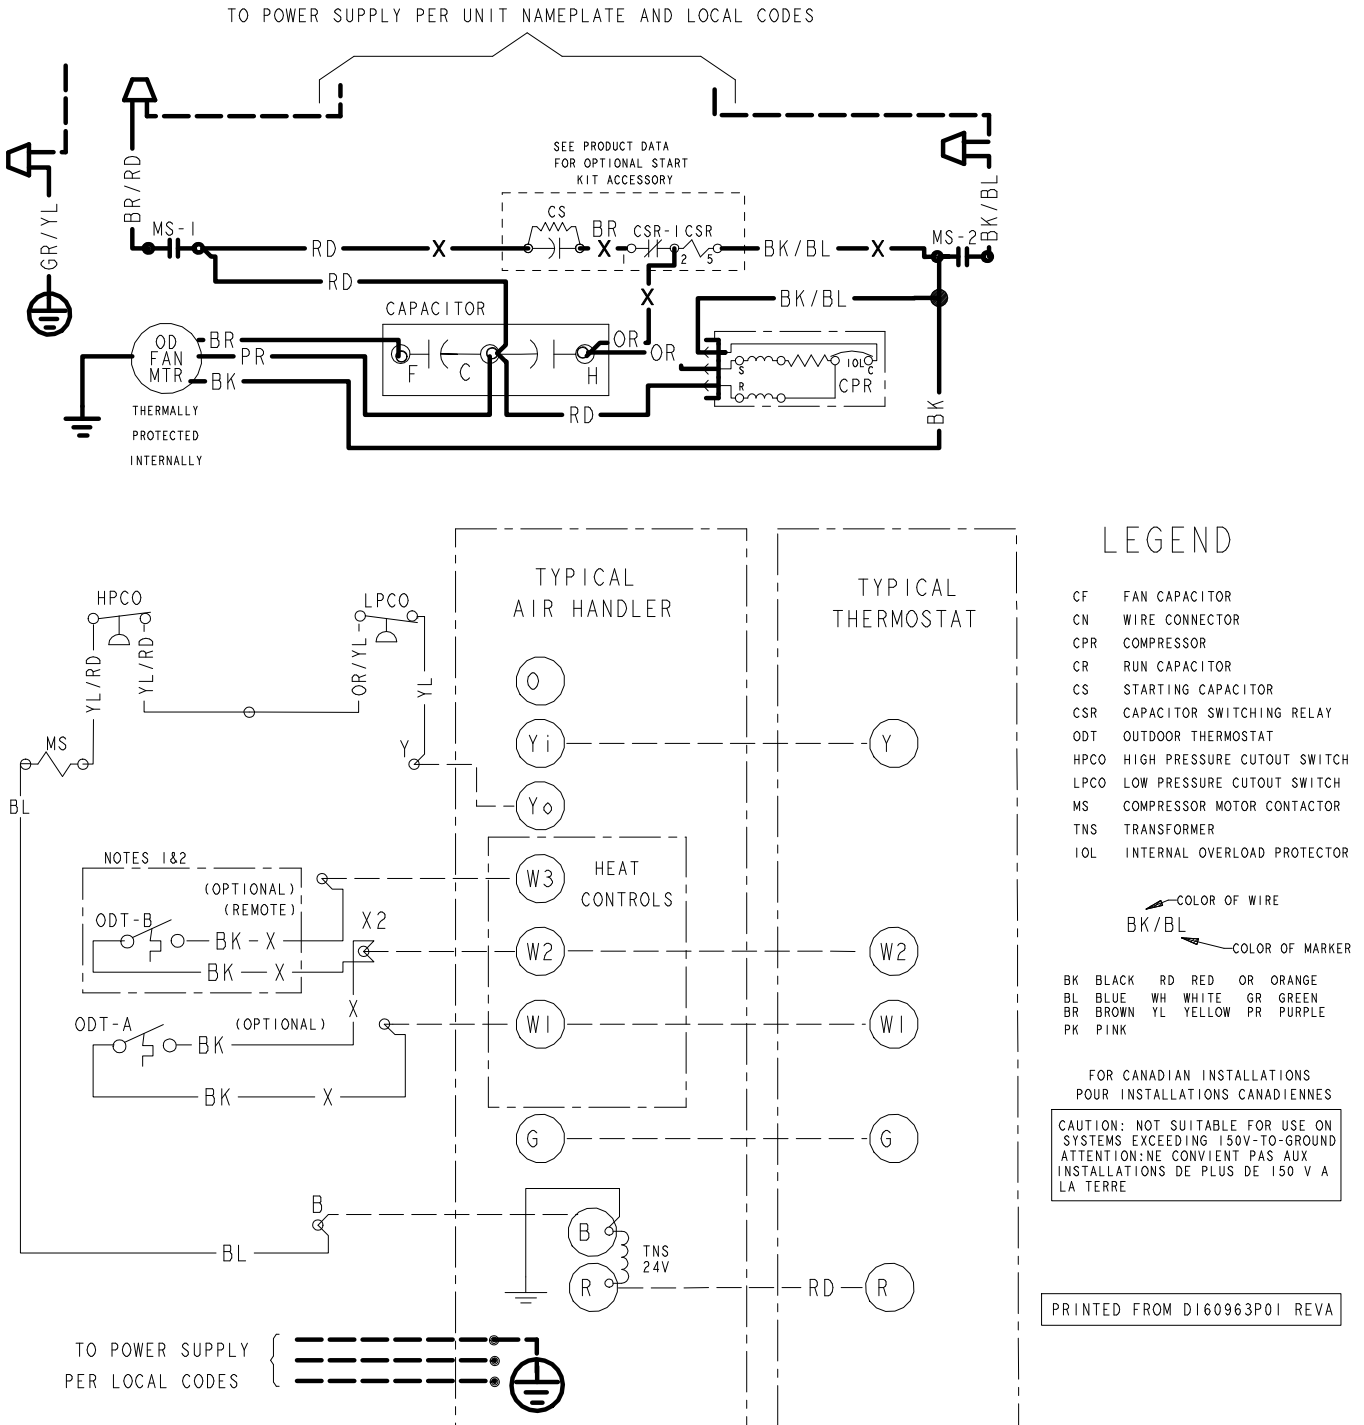 TO POWER SUPPLY PER UNIT NAMEPLATE AND LOCAL CODES
SEE PRODUCT DATA
FOR OPTIONAL START
KIT ACCESSORY
BR/RD
GR/YL
BK/BL
MS-1
CS
BR
CSR-1 CSR
MS-2
RD
X
X
1
2
5
BK/BL
X
RD
X
BK/BL
CAPACITOR
OD
FAN
MTR
BR
PR
BK
F
C
H
OR
OR
S
R
IOL
C
CPR
RD
BK
THERMALLY
PROTECTED
INTERNALLY
TYPICAL
AIR HANDLER
TYPICAL
THERMOSTAT
HPCO
LPCO
YL/RD
YL/RD
OR/YL
YL
MS
Y
BL
O
Yi
Y
Yo
NOTES 1&2
(OPTIONAL)
(REMOTE)
ODT-B
BK - X
BK X
X2
W3
HEAT
CONTROLS
W2
W2
X
ODT-A
(OPTIONAL)
BK
BK X
W1
W1
G
G
B
BL
B
TNS
24V
R
RD
R
TO POWER SUPPLY
PER LOCAL CODES
LEGEND
CF FAN CAPACITOR
CN WIRE CONNECTOR
CPR COMPRESSOR
CR RUN CAPACITOR
CS STARTING CAPACITOR
CSR CAPACITOR SWITCHING RELAY
ODT OUTDOOR THERMOSTAT
HPCO HIGH PRESSURE CUTOUT SWITCH
LPCO LOW PRESSURE CUTOUT SWITCH
MS COMPRESSOR MOTOR CONTACTOR
TNS TRANSFORMER
IOL INTERNAL OVERLOAD PROTECTOR
COLOR OF WIRE
BK/BL
COLOR OF MARKER
BK BLACK RD RED OR ORANGE
BL BLUE WH WHITE GR GREEN
BR BROWN YL YELLOW PR PURPLE
PK PINK
FOR CANADIAN INSTALLATIONS
POUR INSTALLATIONS CANADIENNES
CAUTION: NOT SUITABLE FOR USE ON
SYSTEMS EXCEEDING 150V-TO-GROUND
ATTENTION:NE CONVIENT PAS AUX
INSTALLATIONS DE PLUS DE 150 V A
LA TERRE
PRINTED FROM D160963P01 REVA